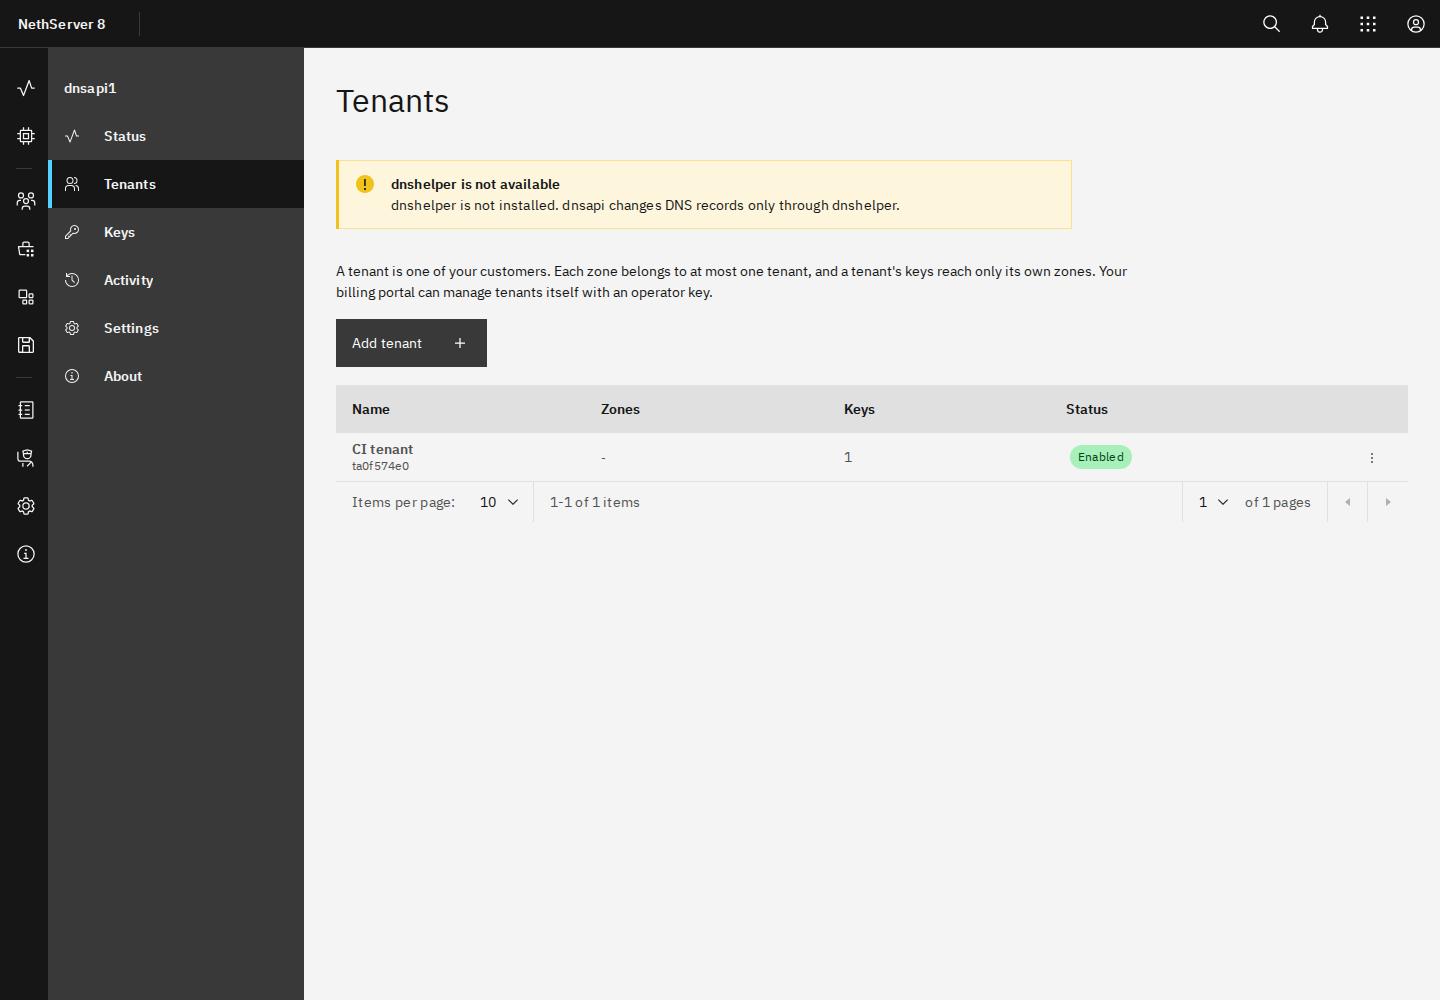 NethServer 8
dnsapi1
Status
Tenants
Keys
Activity
Settings
About
Tenants
dnshelper is not available
dnshelper is not installed. dnsapi changes DNS records only through dnshelper.
A tenant is one of your customers. Each zone belongs to at most one tenant, and a tenant's keys reach only its own zones. Your
billing portal can manage tenants itself with an operator key.
Add tenant
Name Zones Keys Status
CI tenant - 1 Enabled
ta0f574e0
Items per page: 10 1-1 of 1 items 1 of 1 pages